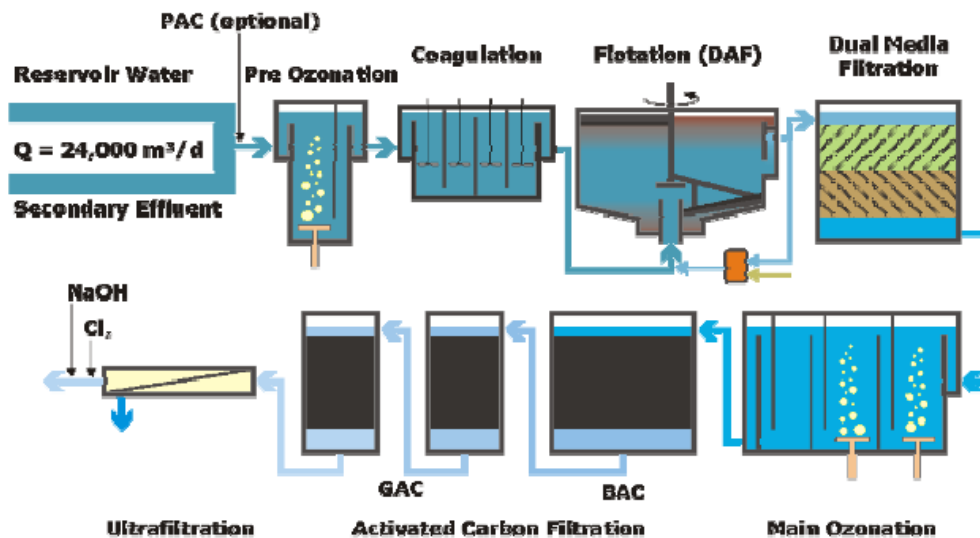 PAC (optional)
Reservoir Water
Pre Ozonation
Coagulation
Flotation (DAF)
Dual Media
Filtration
Q = 24,000 m³/d
Secondary Effluent
NaOH
Cl₂
GAC
BAC
Ultrafiltration
Activated Carbon Filtration
Main Ozonation